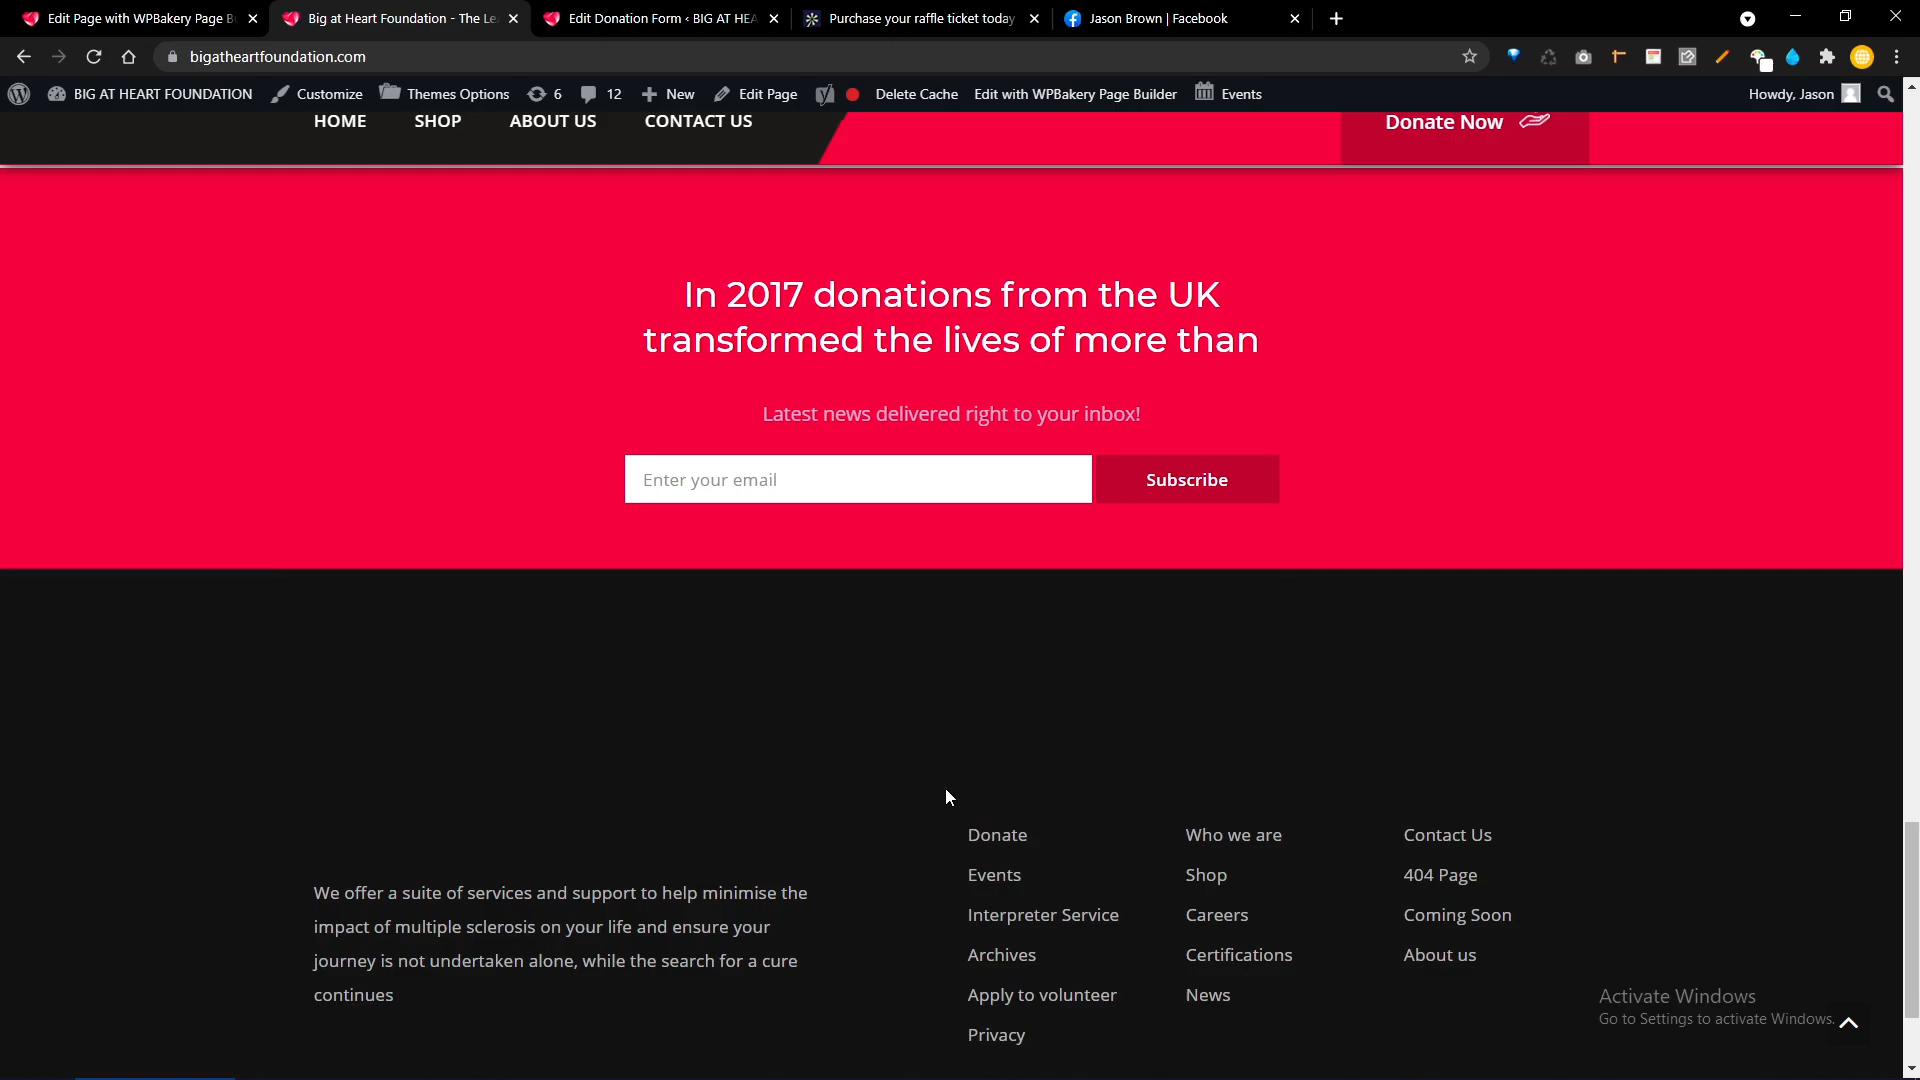 Edit Page with WPBakery Page B
Big at Heart Foundation - The Le
Edit Donation Form ‹ BIG AT HEA
Purchase your raffle ticket today
Jason Brown | Facebook
bigatheartfoundation.com
BIG AT HEART FOUNDATION
Customize
Themes Options
6
12
New
Edit Page
Delete Cache
Edit with WPBakery Page Builder
Events
Howdy, Jason
HOME
SHOP
ABOUT US
CONTACT US
Donate Now
In 2017 donations from the UK
transformed the lives of more than
Latest news delivered right to your inbox!
Enter your email
Subscribe
We offer a suite of services and support to help minimise the
impact of multiple sclerosis on your life and ensure your
journey is not undertaken alone, while the search for a cure
continues
Donate
Events
Interpreter Service
Archives
Apply to volunteer
Privacy
Who we are
Shop
Careers
Certifications
News
Contact Us
404 Page
Coming Soon
About us
Activate Windows
Go to Settings to activate Windows.